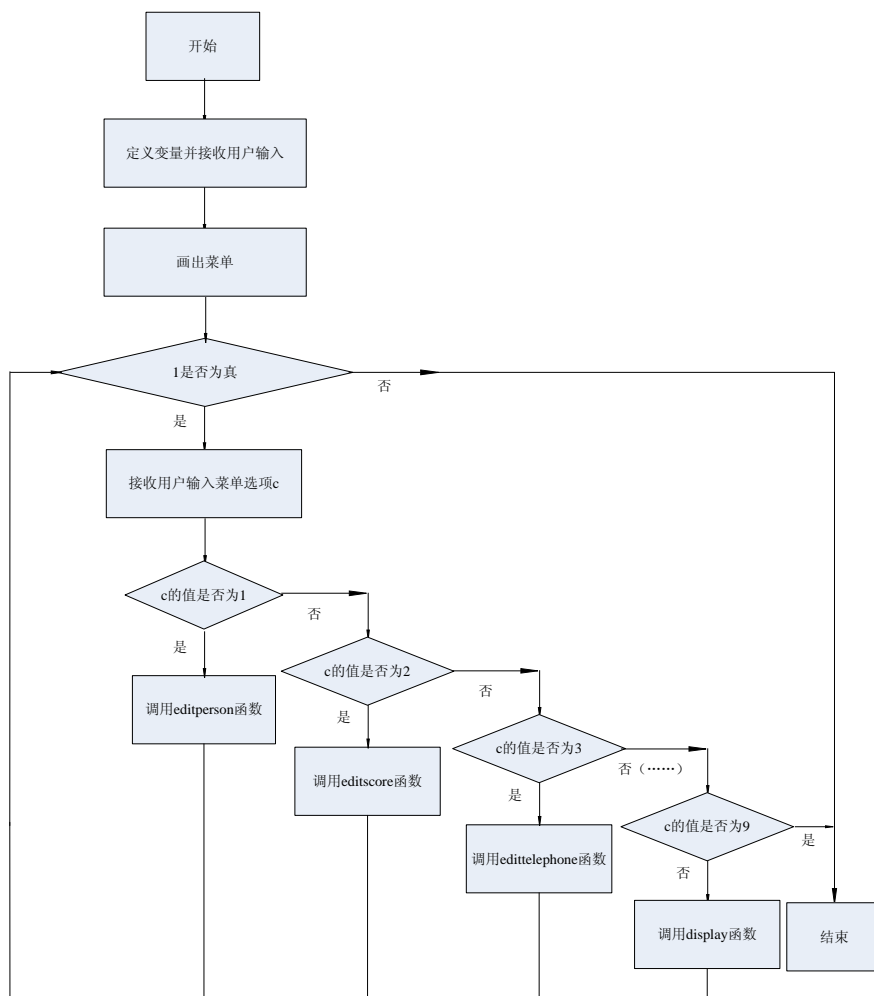 开始
定义变量并接收用户输入
画出菜单
1是否为真
否
是
接收用户输入菜单选项c
c的值是否为1
否
是
c的值是否为2
否
调用editperson函数
是
c的值是否为3
否（……）
调用editscore函数
是
c的值是否为9
是
调用edittelephone函数
否
调用display函数
结束